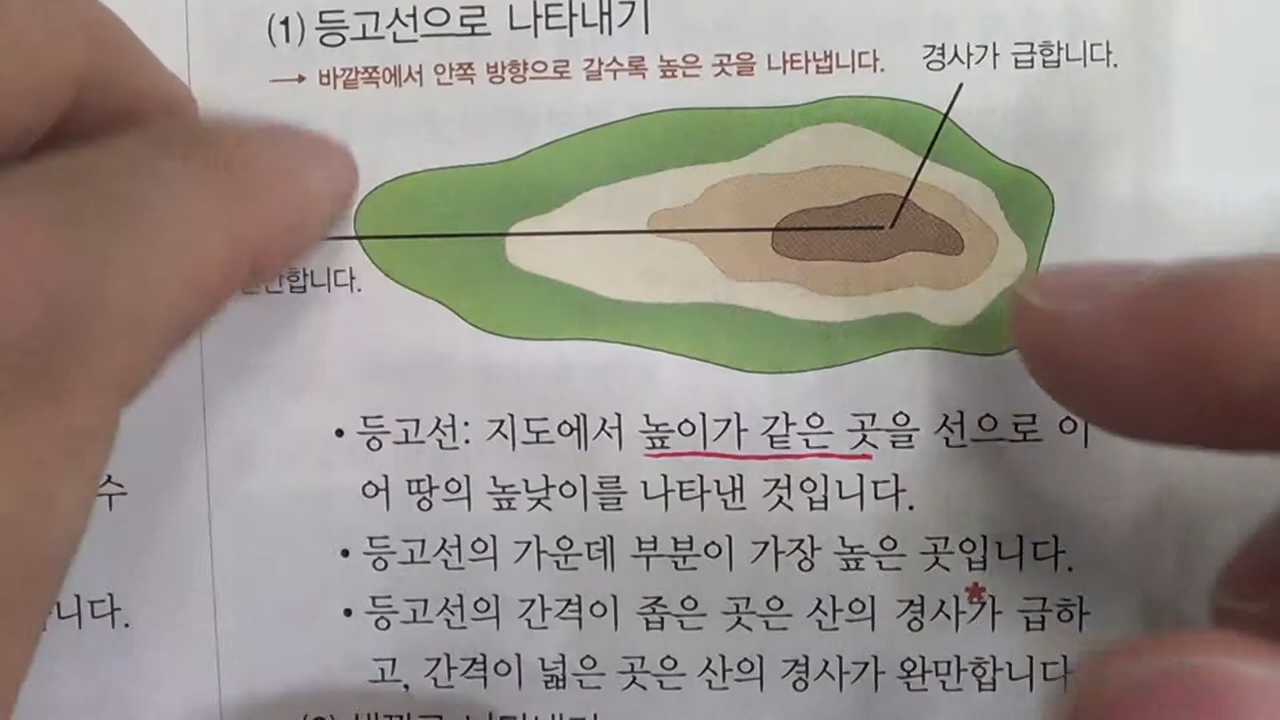 (1) 등고선으로 나타내기
→ 바깥쪽에서 안쪽 방향으로 갈수록 높은 곳을 나타냅니다.
경사가 급합니다.
• 등고선: 지도에서 높이가 같은 곳을 선으로 이
어 땅의 높낮이를 나타낸 것입니다.
• 등고선의 가운데 부분이 가장 높은 곳입니다.
• 등고선의 간격이 좁은 곳은 산의 경사가 급하
고, 간격이 넓은 곳은 산의 경사가 완만합니다
수
니다.